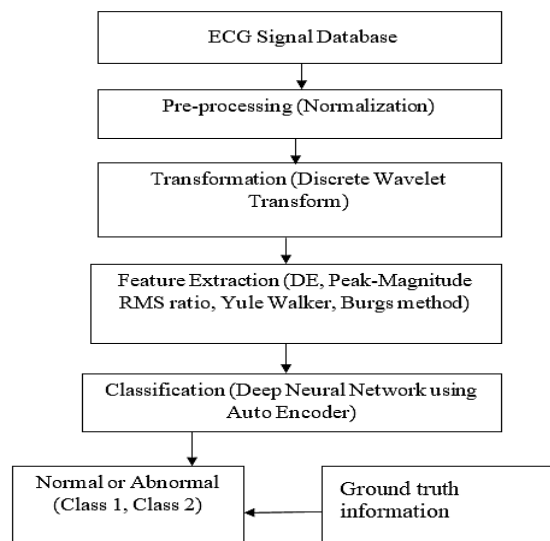 ECG Signal Database
Pre-processing (Normalization)
Transformation (Discrete Wavelet
Transform)
Feature Extraction (DE, Peak-Magnitude
RMS ratio, Yule Walker, Burgs method)
Classification (Deep Neural Network using
Auto Encoder)
Normal or Abnormal
(Class 1, Class 2)
Ground truth
information